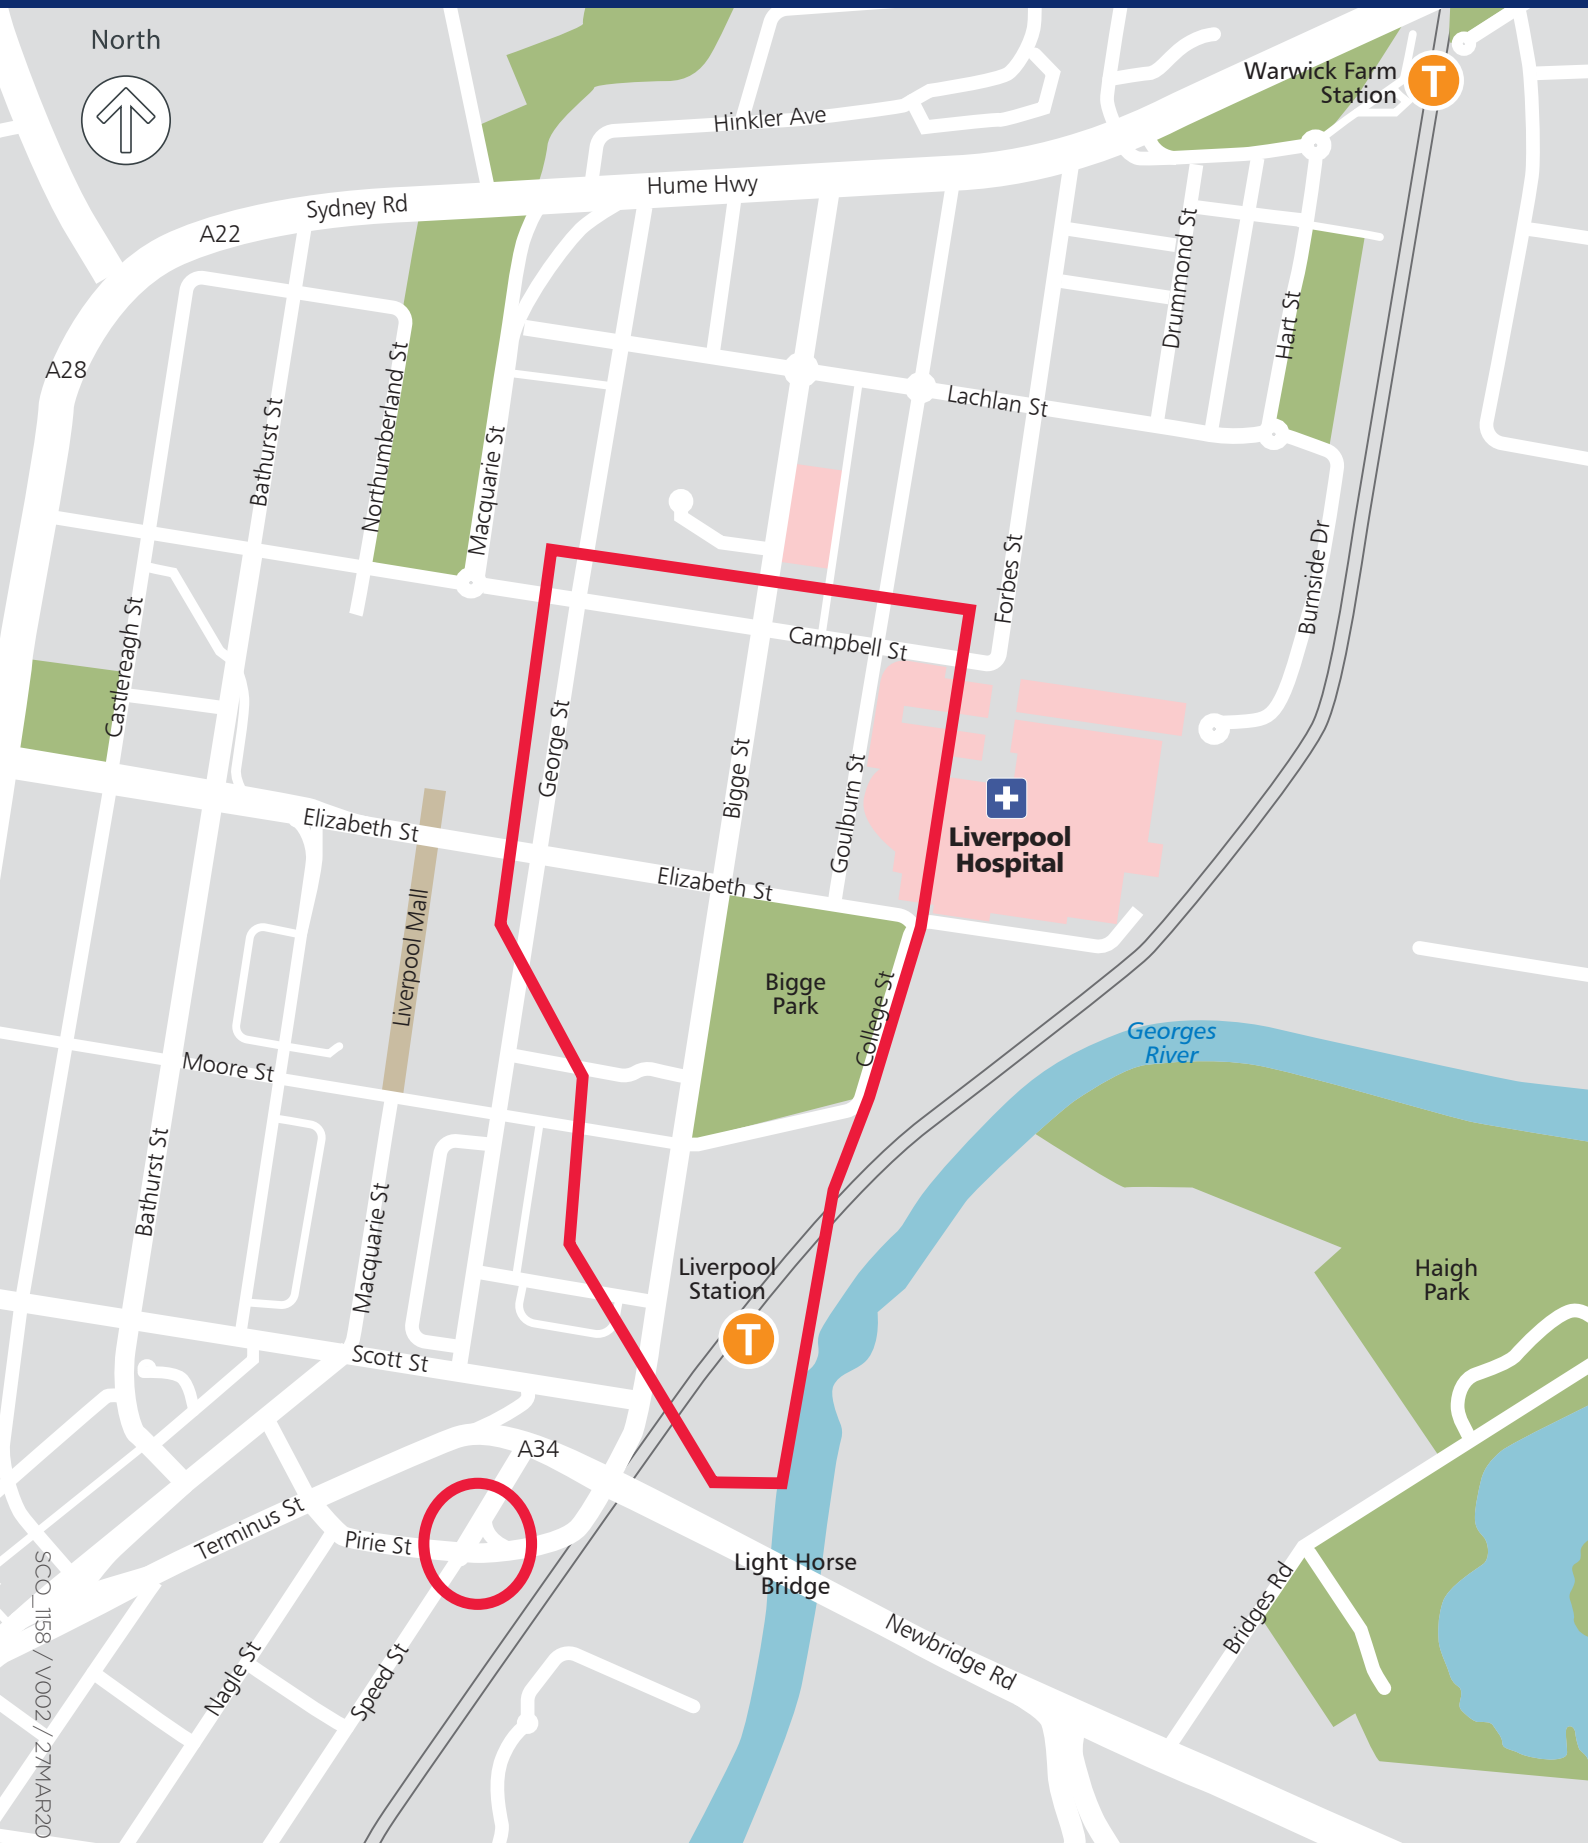 North
Warwick Farm
Station
T
Hinkler Ave
Hume Hwy
Sydney Rd
A22
A28
Drummond St
Hart St
Lachlan St
Bathurst St
Northumberland St
Macquarie St
Forbes St
Burnside Dr
Castlereagh St
Campbell St
George St
Bigge St
Goulburn St
Liverpool
Hospital
Elizabeth St
Elizabeth St
Liverpool Mall
Bigge
Park
College St
Georges
River
Moore St
Bathurst St
Macquarie St
Liverpool
Station
T
Haigh
Park
Scott St
A34
Terminus St
Pirie St
Light Horse
Bridge
Newbridge Rd
Bridges Rd
Nagle St
Speed St
SCO_1158 / V002 / 27MAR20